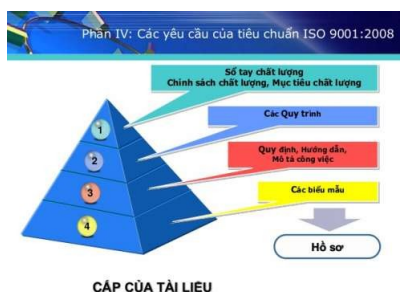 Phần IV: Các yêu cầu của tiêu chuẩn ISO 9001:2008
Sổ tay chất lượng
Chính sách chất lượng, Mục tiêu chất lượng
Các Quy trình
Quy định, Hướng dẫn,
Mô tả công việc
Các biểu mẫu
1
2
3
4
Hồ sơ
CẤP CỦA TÀI LIỆU